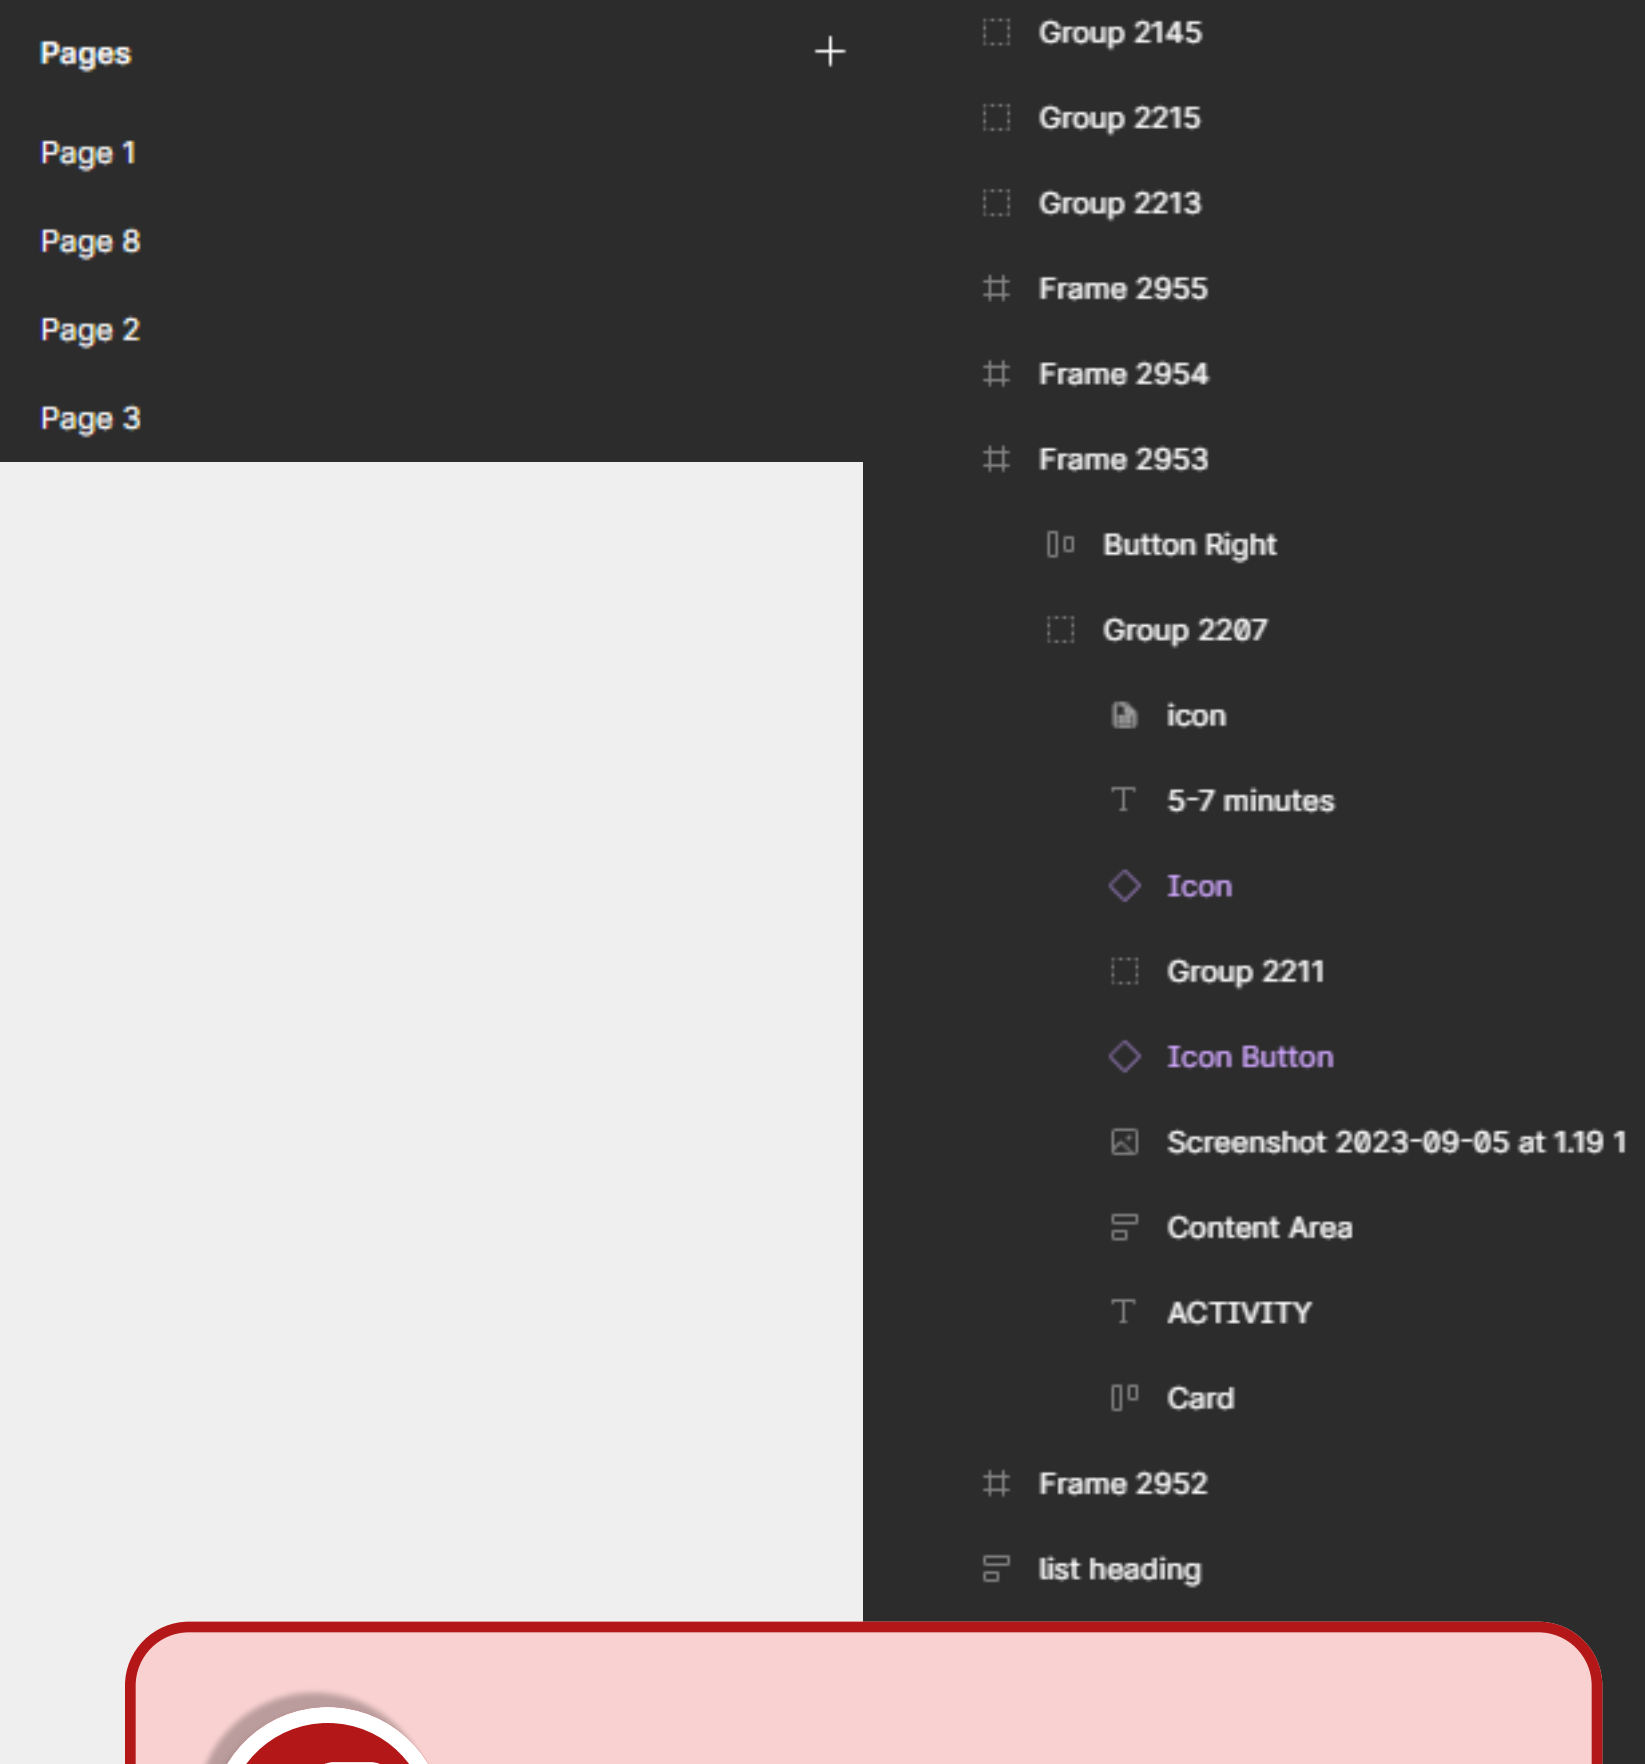 Pages
Page 1
Page 8
Page 2
Page 3
Group 2145
Group 2215
Group 2213
Frame 2955
Frame 2954
Frame 2953
Button Right
Group 2207
icon
5-7 minutes
Icon
Group 2211
Icon Button
Screenshot 2023-09-05 at 1.19 1
Content Area
ACTIVITY
Card
Frame 2952
list heading